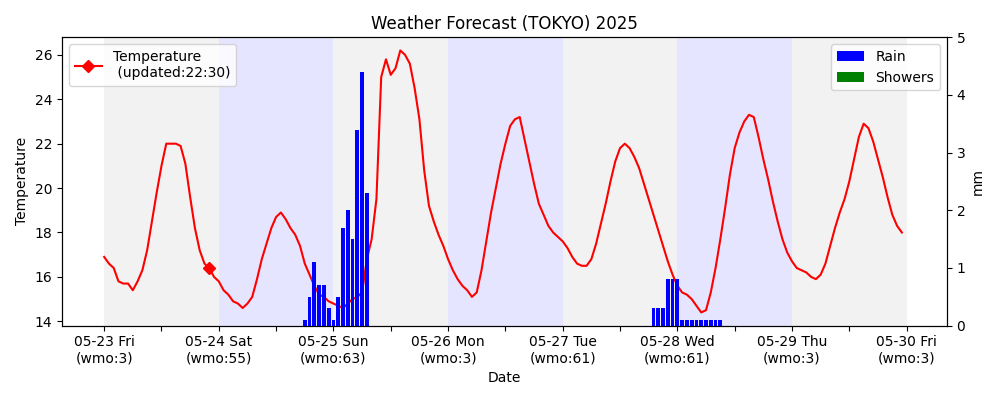 Weather Forecast (TOKYO) 2025
Temperature
(updated:22:30)
Rain
Showers
26
24
22
20
18
16
14
Temperature
5
4
3
2
1
0
mm
05-23 Fri
(wmo:3)
05-24 Sat
(wmo:55)
05-25 Sun
(wmo:63)
05-26 Mon
(wmo:3)
05-27 Tue
(wmo:61)
05-28 Wed
(wmo:61)
05-29 Thu
(wmo:3)
05-30 Fri
(wmo:3)
Date